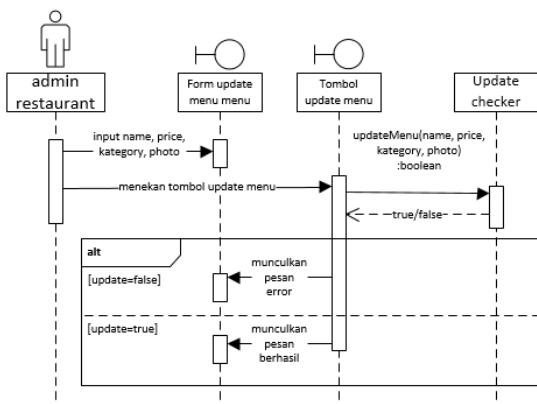 admin
restaurant
Form update
menu menu
Tombol
update menu
Update
checker
input name, price,
kategory, photo
updateMenu(name, price,
kategory, photo)
:boolean
menekan tombol update menu
true/false
alt
[update=false]
munculkan
pesan
error
[update=true]
munculkan
pesan
berhasil